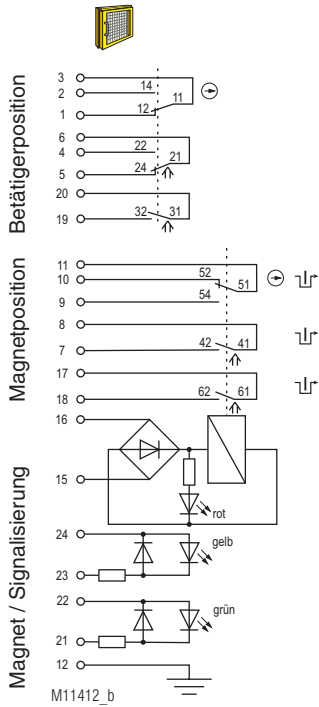 Betätigerposition
3
2 14
11
1 12
6
4 22
21
5 24
20
19 32 31
Magnetposition
11
10 52
51
9 54
8
7 42 41
17
18 62 61
Magnet / Signalisierung
16
15
rot
24
gelb
23
22
grün
21
12
M11412_b